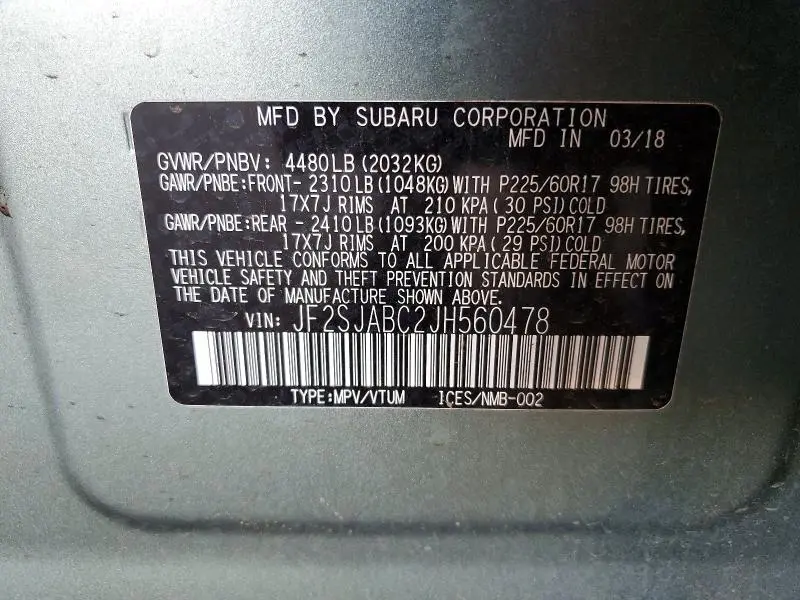 MFD BY SUBARU CORPORATION
MFD IN 03/18
GVWR/PNBV: 4480LB(2032KG)
GAWR/PNBE:FRONT- 2310LB(1048KG)WITH P225/60R17 98H TIRES,
17X7J RIMS AT 210 KPA( 30 PSI)COLD
GAWR/PNBE:REAR - 2410LB(1093KG)WITH P225/60R17 98H TIRES,
17X7J RIMS AT 200 KPA( 29 PSI)COLD
THIS VEHICLE CONFORMS TO ALL APPLICABLE FEDERAL MOTOR
VEHICLE SAFETY AND THEFT PREVENTION STANDARDS IN EFFECT ON
THE DATE OF MANUFACTURE SHOWN ABOVE.
VIN: JF2SJABC2JH560478
TYPE:MPV/VTUM ICES/NMB-002